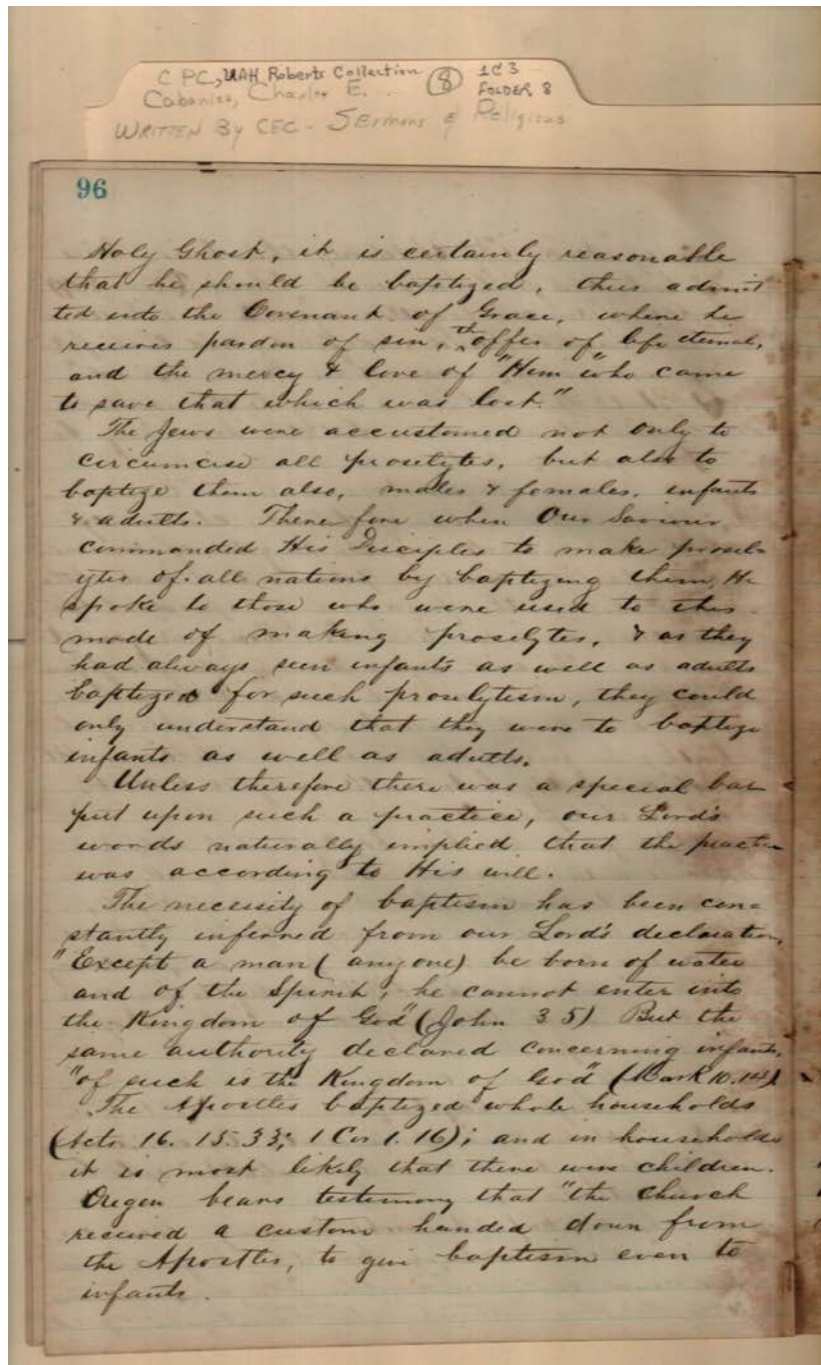 C PC, UAH Roberts Collection (8) 1C3
Cabaniss, Charles E. FOLDER 8
WRITTEN By CEC - Sermons & Religious
96
Holy Ghost, it is certainly reasonable
that he should be baptized, thus admit
ted into the Covenant of Grace, where he
receives pardon of sin, the offer of life eternal,
and the mercy & love of "Him "who came
to save that which was lost."
The Jews were accustomed not only to
circumcise all proselytes, but also to
baptize them also, males & females, infants
& adults. There fore when Our Saviour
commanded His Disciples to make prosel-
ytes of all nations by baptizing them, He
spoke to those who were used to this
mode of making proselytes, & as they
had always seen infants as well as adults
baptized for such proselytism, they could
only understand that they were to baptize
infants as well as adults.
Unless therefore there was a special bar
put upon such a practice, our Lord's
words naturally implied that the practice
was according to His will.
The necessity of baptism has been con=
stantly inferred from our Lord's declaration,
"Except a man (any one) be born of water
and of the Spirit, he cannot enter into
the Kingdom of God" (John 3 5) But the
same authority declared concerning infants,
"of such is the Kingdom of God" (Mark 10. 14)
The Apostles baptized whole households
(Acts 16. 15. 33; 1 Cor 1. 16); and in households
it is most likely that there were children.
Origen bears testimony that "the church
received a custom handed down from
the Apostles, to give baptism even to
infants.